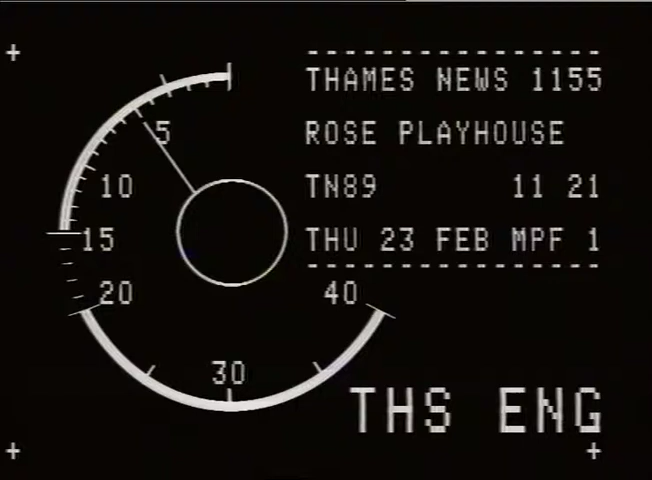 THAMES NEWS 1155
ROSE PLAYHOUSE
TN89 11 21
THU 23 FEB MPF 1
5
10
15
20
30
40
THS ENG